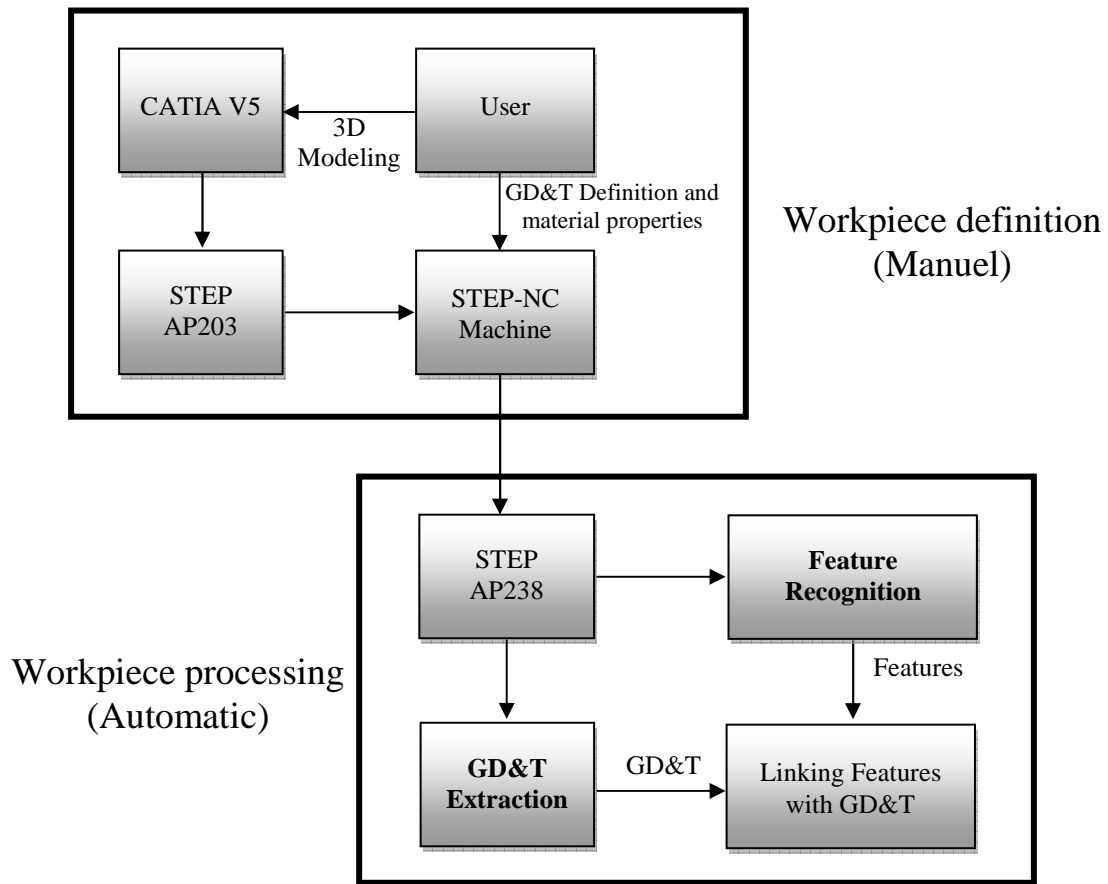 CATIA V5
User
3D
Modeling
GD&T Definition and
material properties
Workpiece definition
(Manuel)
STEP
AP203
STEP-NC
Machine
STEP
AP238
Feature
Recognition
Workpiece processing
(Automatic)
Features
GD&T
Extraction
GD&T
Linking Features
with GD&T